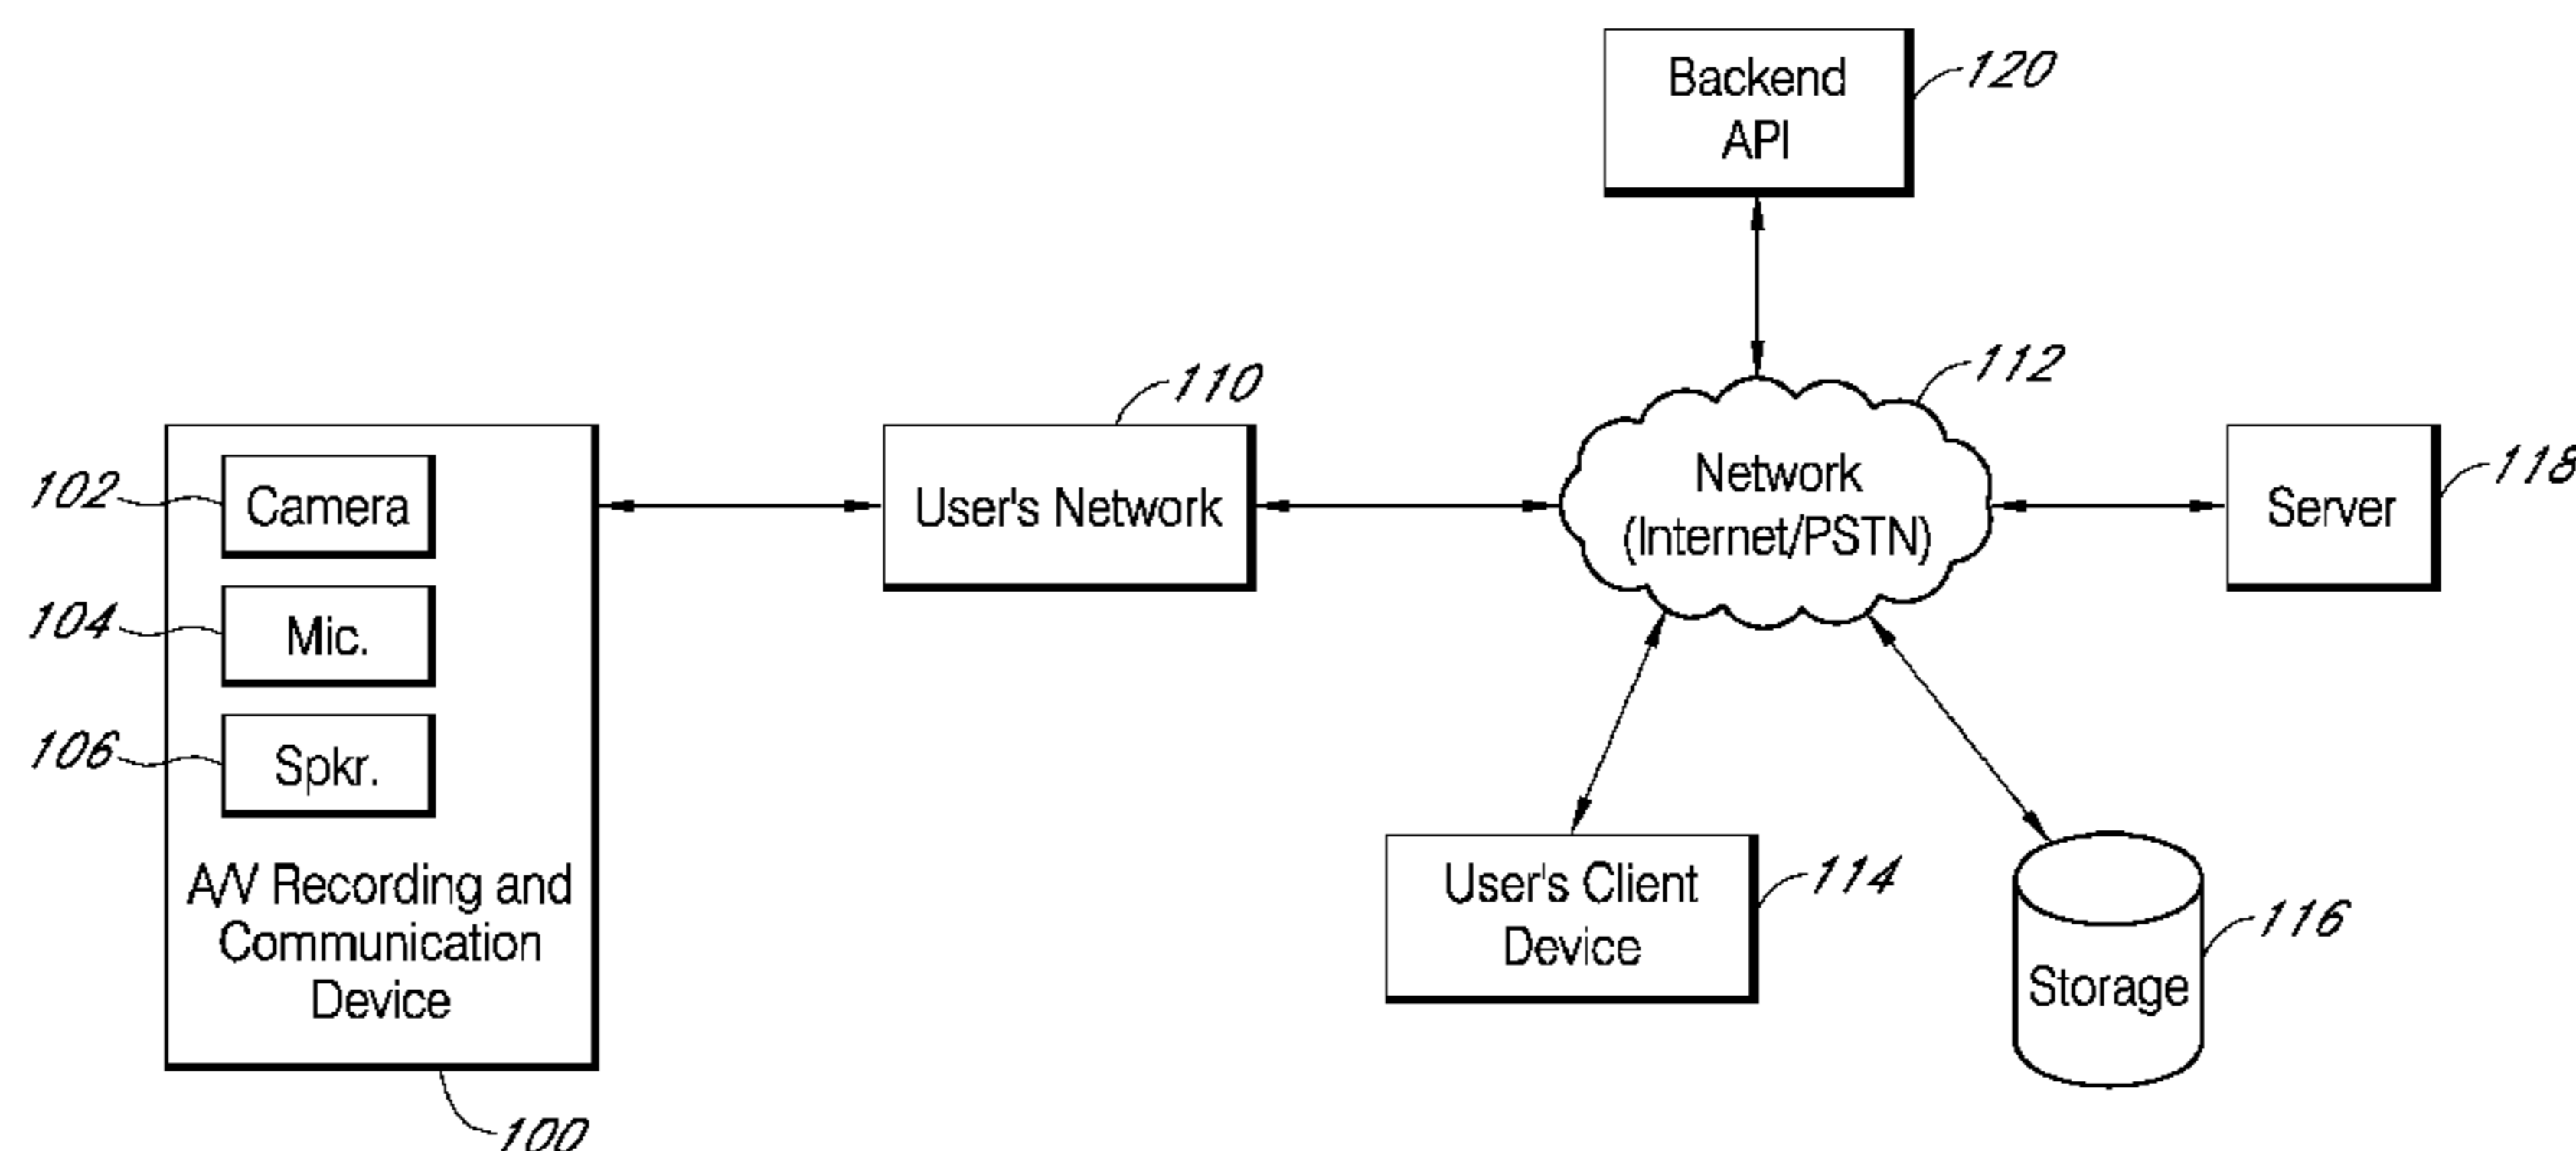 Backend
API
120
112
110
Network
(Internet/PSTN)
Server
118
User's Network
102
Camera
104
Mic.
106
Spkr.
A/V Recording and
Communication
Device
100
User's Client
Device
114
Storage
116